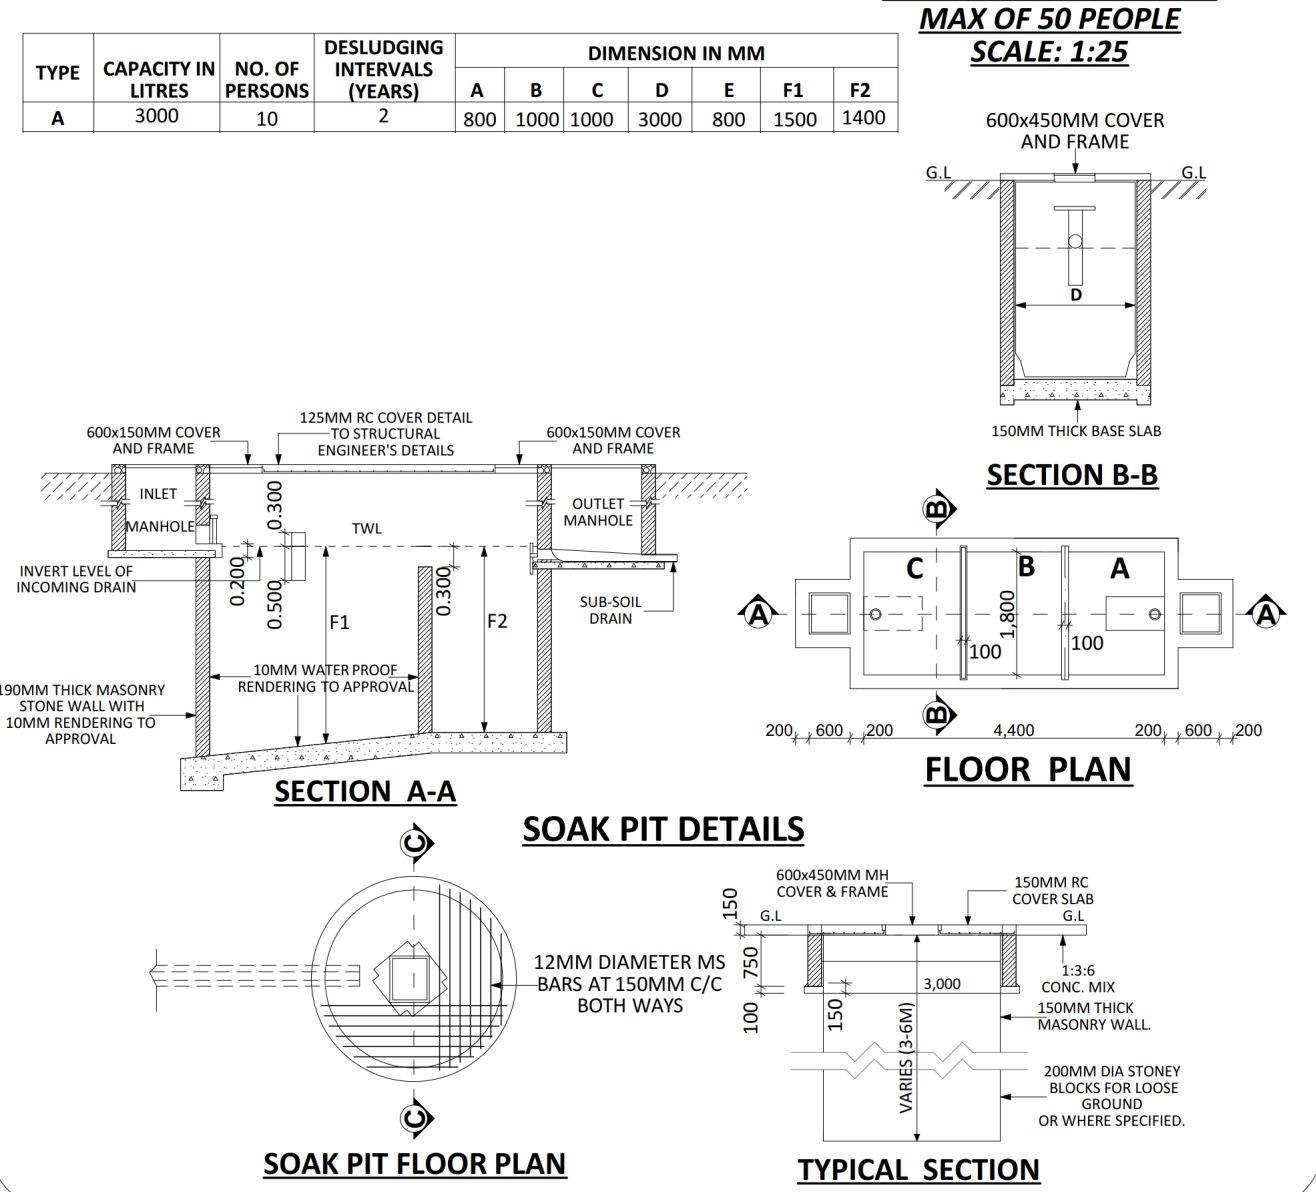 MAX OF 50 PEOPLE
SCALE: 1:25
TYPE
CAPACITY IN
LITRES
NO. OF
PERSONS
DESLUDGING
INTERVALS
(YEARS)
DIMENSION IN MM
A B C D E F1 F2
A 3000 10 2 800 1000 1000 3000 800 1500 1400
600x450MM COVER
AND FRAME
G.L
G.L
D
150MM THICK BASE SLAB
SECTION B-B
600x150MM COVER
AND FRAME
125MM RC COVER DETAIL
TO STRUCTURAL
ENGINEER'S DETAILS
600x150MM COVER
AND FRAME
INLET
MANHOLE
0.300
TWL
OUTLET
MANHOLE
INVERT LEVEL OF
INCOMING DRAIN
0.200
0.500
0.300
F1
F2
SUB-SOIL
DRAIN
10MM WATER PROOF
RENDERING TO APPROVAL
190MM THICK MASONRY
STONE WALL WITH
10MM RENDERING TO
APPROVAL
SECTION A-A
B
C
B
A
A
A
1,800
100
100
B
200 600 200 4,400 200 600 200
FLOOR PLAN
SOAK PIT DETAILS
C
12MM DIAMETER MS
BARS AT 150MM C/C
BOTH WAYS
C
SOAK PIT FLOOR PLAN
600x450MM MH
COVER & FRAME
150MM RC
COVER SLAB
150
G.L
G.L
750
100
150
3,000
VARIES (3-6M)
1:3:6
CONC. MIX
150MM THICK
MASONRY WALL.
200MM DIA STONEY
BLOCKS FOR LOOSE
GROUND
OR WHERE SPECIFIED.
TYPICAL SECTION